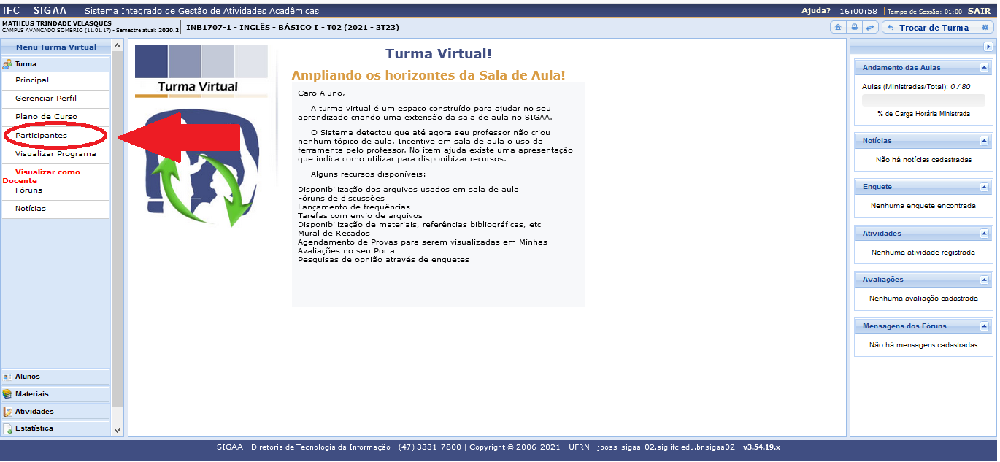 IFC - SIGAA - Sistema Integrado de Gestão de Atividades Acadêmicas
Ajuda? | 16:00:58 | Tempo de Sessão: 01:00 SAIR
MATHEUS TRINDADE VELASQUES
CAMPUS AVANCADO SOMBRIO (11.01.17) - Semestre atual: 2020.2
INB1707-1 - INGLÊS - BÁSICO I - T02 (2021 - 3T23)
Trocar de Turma
Menu Turma Virtual
Turma
Principal
Gerenciar Perfil
Plano de Curso
Participantes
Visualizar Programa
Visualizar como
Docente
Fóruns
Notícias
Alunos
Materiais
Atividades
Estatística
Turma Virtual
Turma Virtual!
Ampliando os horizontes da Sala de Aula!
Caro Aluno,
A turma virtual é um espaço construído para ajudar no seu
aprendizado criando uma extensão da sala de aula no SIGAA.
O Sistema detectou que até agora seu professor não criou
nenhum tópico de aula. Incentive em sala de aula o uso da
ferramenta pelo professor. No item ajuda existe uma apresentação
que indica como utilizar para disponibizar recursos.
Alguns recursos disponíveis:
Disponibilização dos arquivos usados em sala de aula
Fóruns de discussões
Lançamento de frequências
Tarefas com envio de arquivos
Disponibilização de materiais, referências bibliográficas, etc
Mural de Recados
Agendamento de Provas para serem visualizadas em Minhas
Avaliações no seu Portal
Pesquisas de opnião através de enquetes
Andamento das Aulas
Aulas (Ministradas/Total): 0 / 80
% de Carga Horária Ministrada
Notícias
Não há notícias cadastradas
Enquete
Nenhuma enquete encontrada
Atividades
Nenhuma atividade registrada
Avaliações
Nenhuma avaliação cadastrada
Mensagens dos Fóruns
Não há mensagens cadastradas
SIGAA | Diretoria de Tecnologia da Informação - (47) 3331-7800 | Copyright © 2006-2021 - UFRN - jboss-sigaa-02.sig.ifc.edu.br.sigaa02 - v3.54.19.x